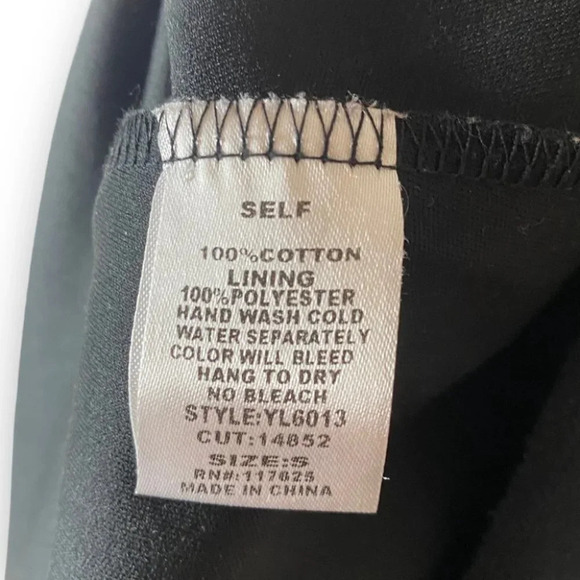 SELF
100%COTTON
LINING
100%POLYESTER
HAND WASH COLD
WATER SEPARATELY
COLOR WILL BLEED
HANG TO DRY
NO BLEACH
STYLE:YL6013
CUT:14852
SIZE:S
RN#:117625
MADE IN CHINA